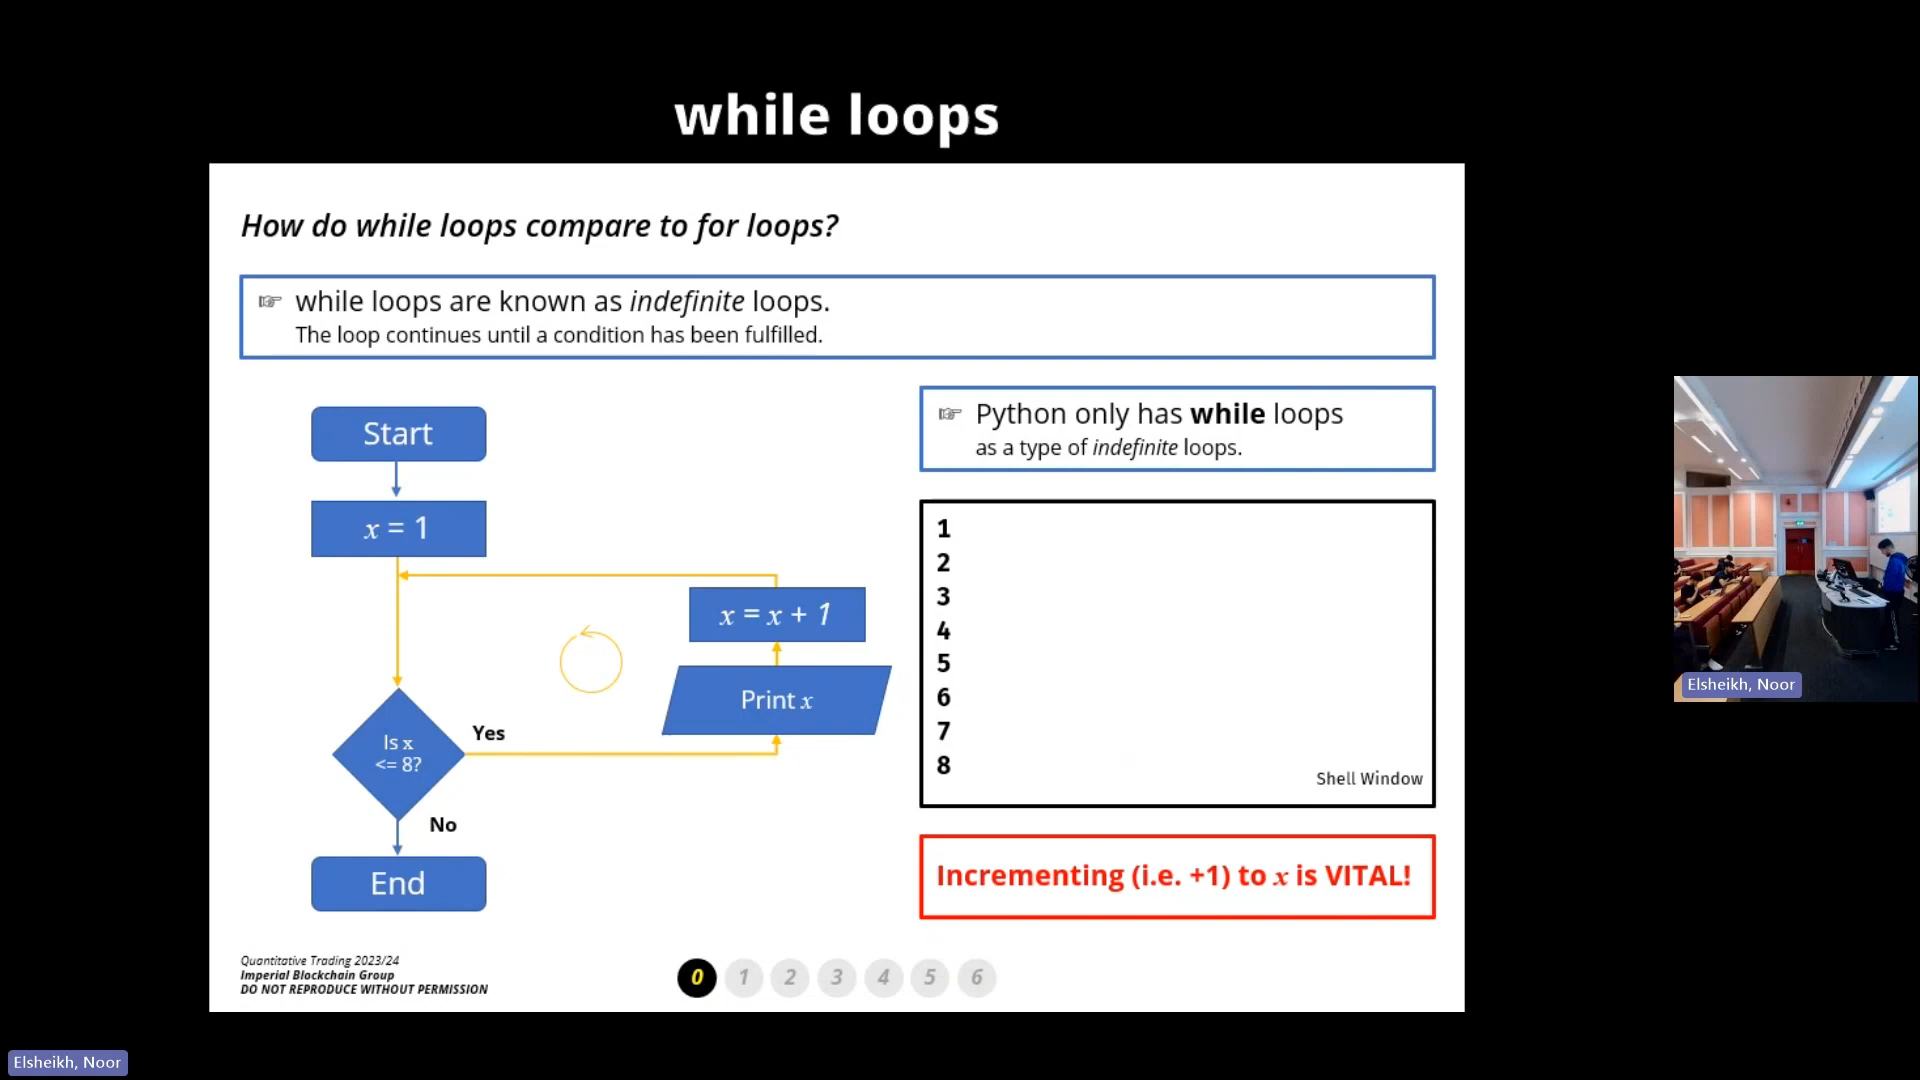 while loops
How do while loops compare to for loops?
☞ while loops are known as indefinite loops.
The loop continues until a condition has been fulfilled.
Start
x = 1
x = x + 1
Print x
Is x
<= 8?
Yes
No
End
☞ Python only has while loops
as a type of indefinite loops.
1
2
3
4
5
6
7
8
Shell Window
Incrementing (i.e. +1) to x is VITAL!
Quantitative Trading 2023/24
Imperial Blockchain Group
DO NOT REPRODUCE WITHOUT PERMISSION
0 1 2 3 4 5 6
Elsheikh, Noor
Elsheikh, Noor